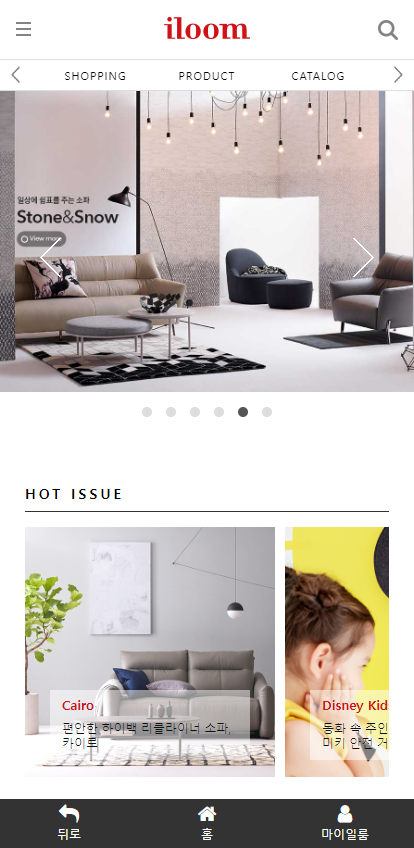 iloom
SHOPPING PRODUCT CATALOG
일상에 쉼표를 주는 소파
Stone&Snow
View more
HOT ISSUE
Cairo
편안한 하이백 리클라이너 소파,
카이로
Disney Kid
동화 속 주인
미키 안전 거
뒤로 홈 마이일룸